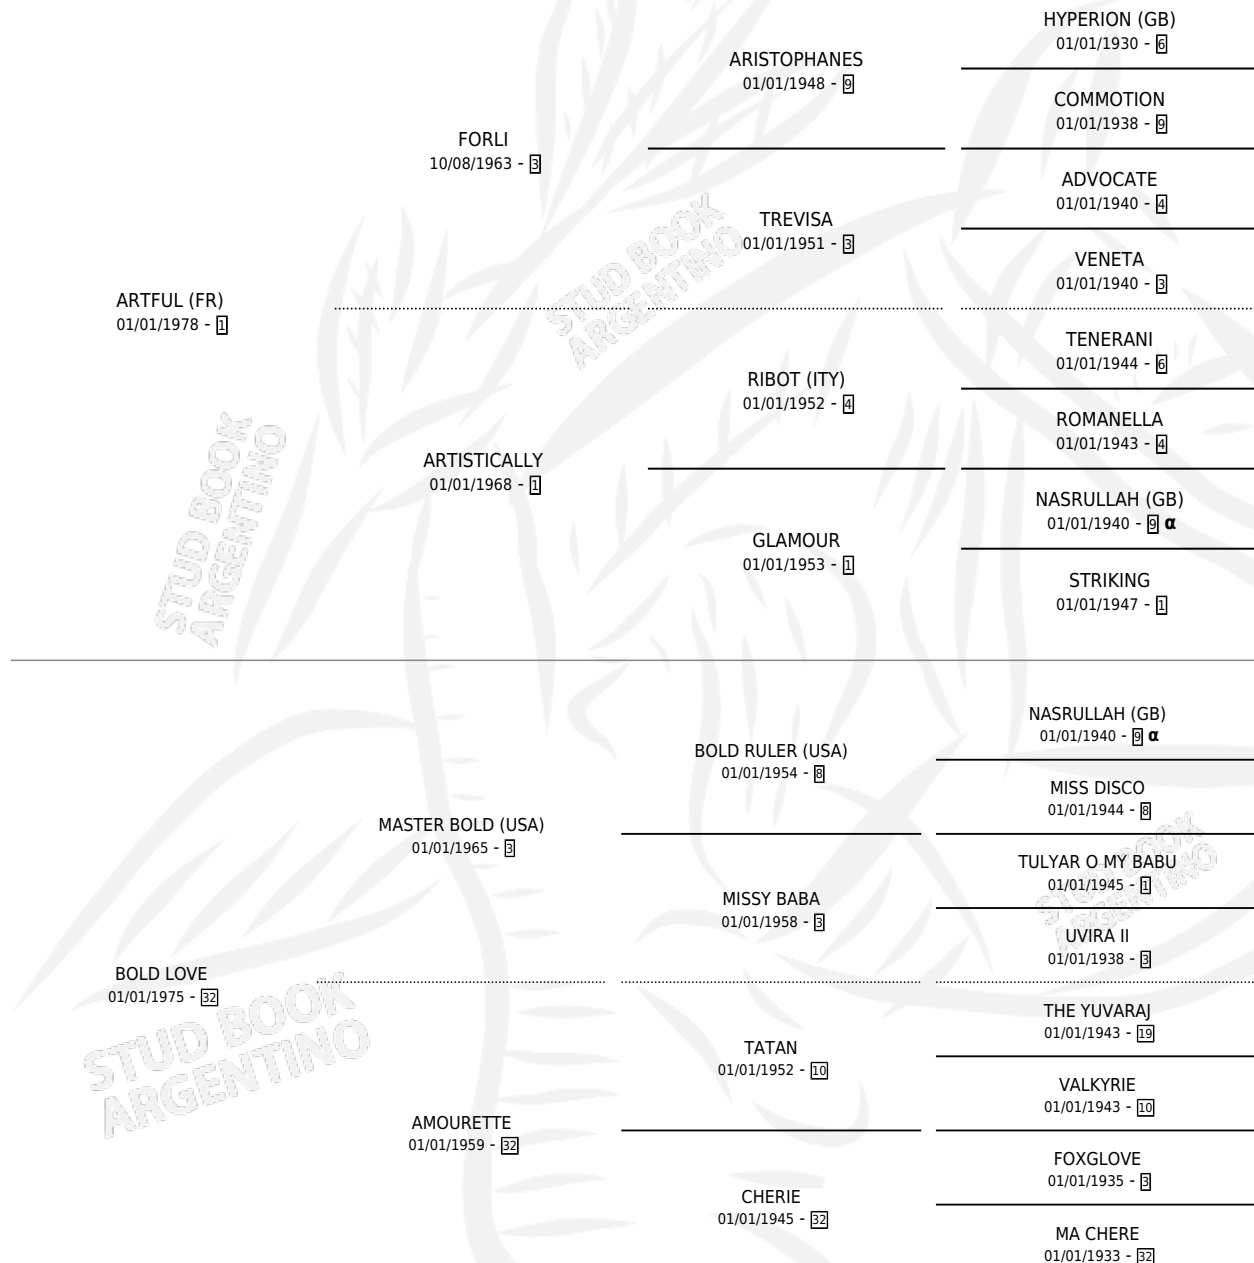 HYPERION (GB)
01/01/1930 - 6
ARISTOPHANES
01/01/1948 - 9
COMMOTION
01/01/1938 - 9
FORLI
10/08/1963 - 3
ADVOCATE
01/01/1940 - 4
TREVISA
01/01/1951 - 3
VENETA
01/01/1940 - 3
ARTFUL (FR)
01/01/1978 - 1
TENERANI
01/01/1944 - 6
RIBOT (ITY)
01/01/1952 - 4
ROMANELLA
01/01/1943 - 4
ARTISTICALLY
01/01/1968 - 1
NASRULLAH (GB)
01/01/1940 - 9 α
GLAMOUR
01/01/1953 - 1
STRIKING
01/01/1947 - 1
NASRULLAH (GB)
01/01/1940 - 9 α
BOLD RULER (USA)
01/01/1954 - 8
MISS DISCO
01/01/1944 - 8
MASTER BOLD (USA)
01/01/1965 - 3
TULYAR O MY BABU
01/01/1945 - 1
MISSY BABA
01/01/1958 - 3
UVIRA II
01/01/1938 - 3
BOLD LOVE
01/01/1975 - 32
THE YUVARAJ
01/01/1943 - 19
TATAN
01/01/1952 - 10
VALKYRIE
01/01/1943 - 10
AMOURETTE
01/01/1959 - 32
FOXGLOVE
01/01/1935 - 3
CHERIE
01/01/1945 - 32
MA CHERE
01/01/1933 - 32
STUD BOOK
ARGENTINO
STUD BOOK
ARGENTINO
STUD BOOK
ARGENTINO
STUD BOOK
ARGENTINO